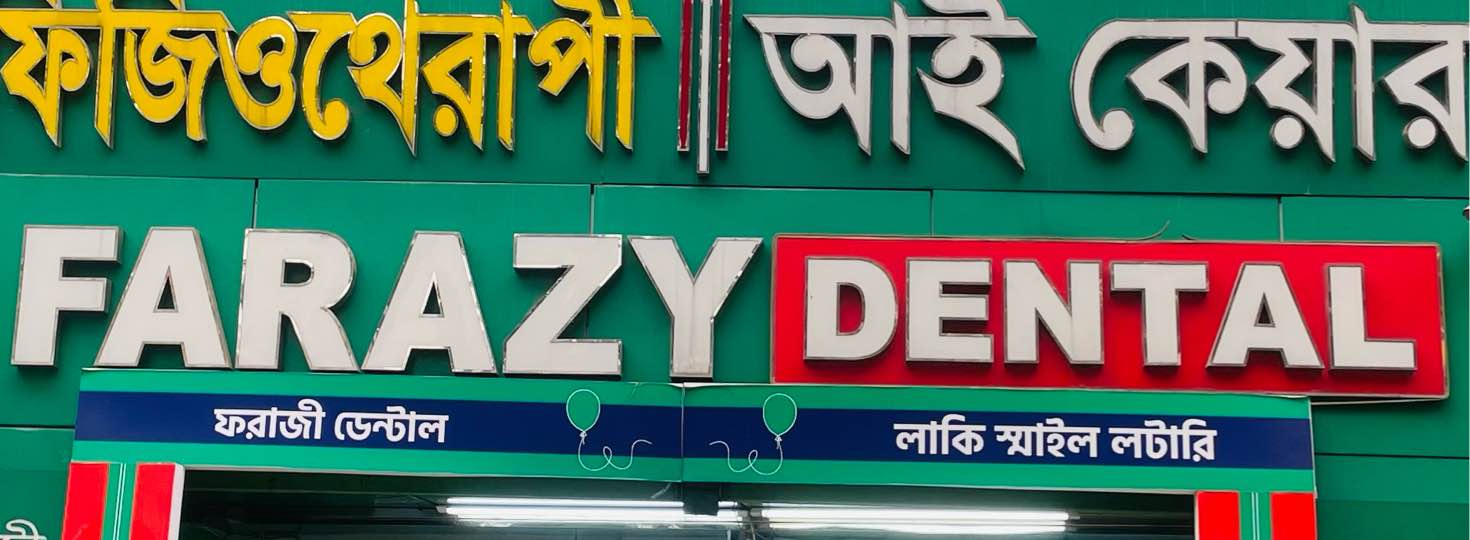 ফিজিওথেরাপী || আই কেয়ার
FARAZY DENTAL
ফরাজী ডেন্টাল লাকি স্মাইল লটারি